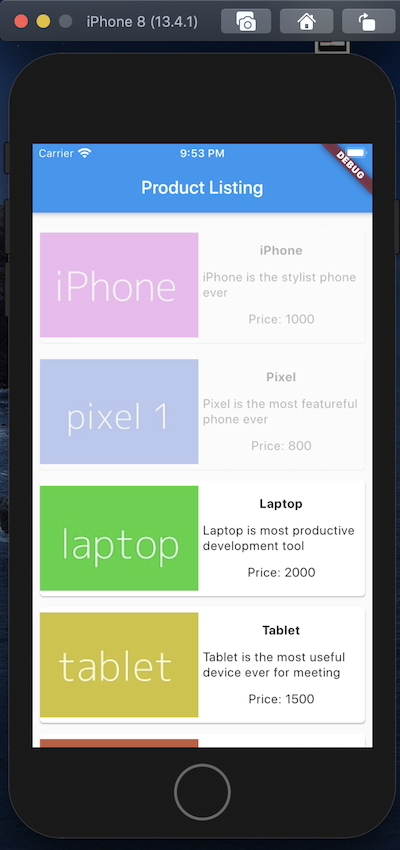 iPhone 8 (13.4.1)
Carrier 9:53 PM
DEBUG
Product Listing
iPhone
iPhone
iPhone is the stylist phone
ever
Price: 1000
pixel 1
Pixel
Pixel is the most featureful
phone ever
Price: 800
laptop
Laptop
Laptop is most productive
development tool
Price: 2000
tablet
Tablet
Tablet is the most useful
device ever for meeting
Price: 1500